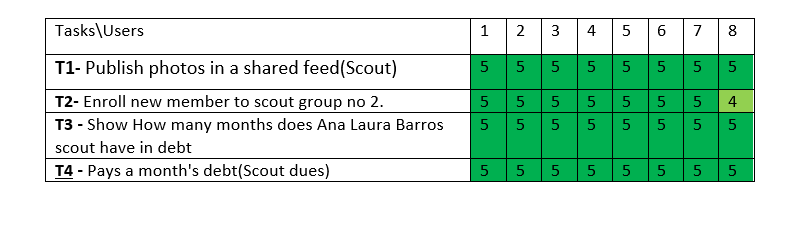 Tasks\Users 1 2 3 4 5 6 7 8
T1- Publish photos in a shared feed(Scout) 5 5 5 5 5 5 5 5
T2- Enroll new member to scout group no 2. 5 5 5 5 5 5 5 4
T3 - Show How many months does Ana Laura Barros 5 5 5 5 5 5 5 5
scout have in debt
T4 - Pays a month's debt(Scout dues) 5 5 5 5 5 5 5 5